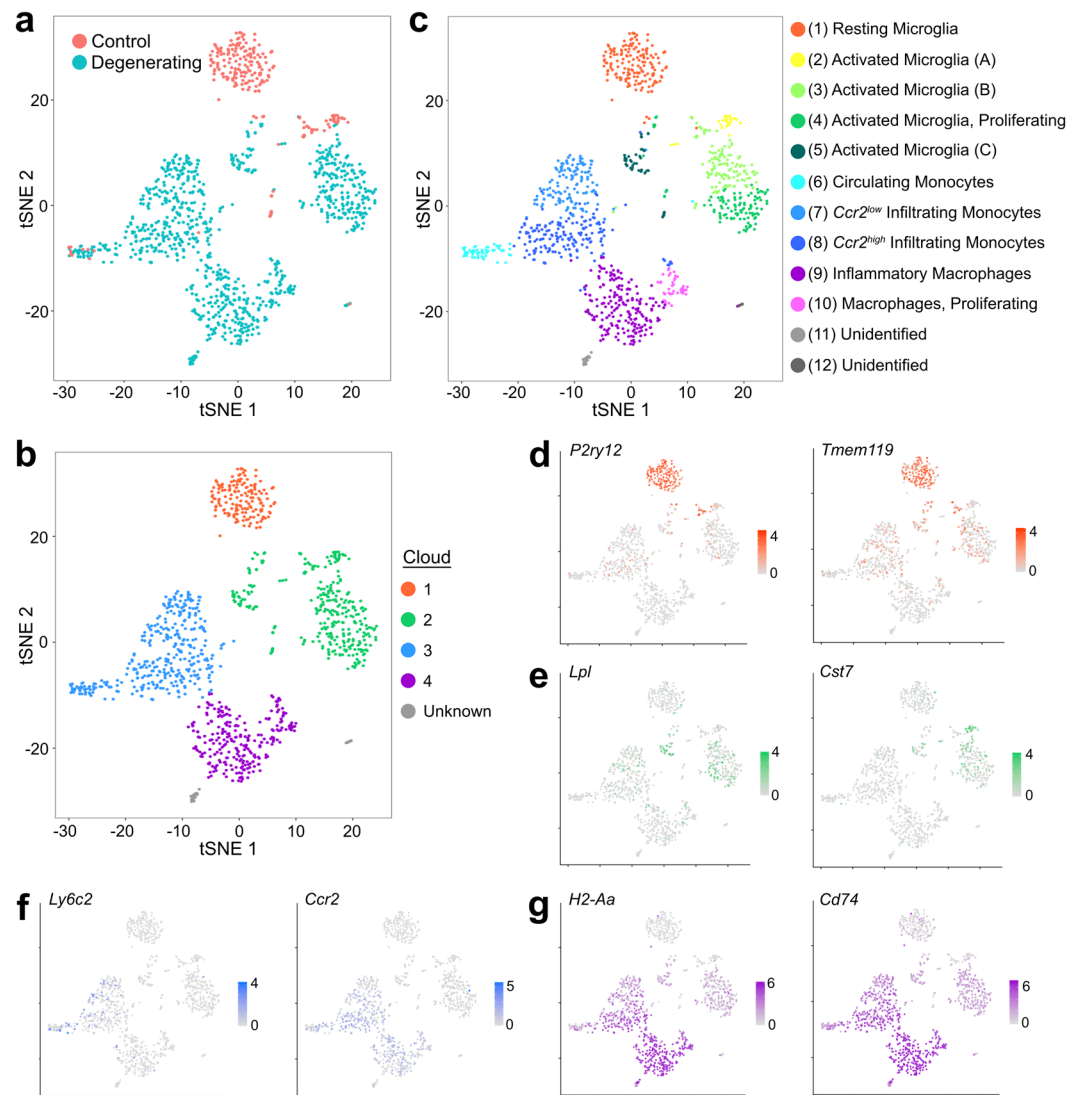 a
Control
Degenerating
20
0
-20
tSNE 2
-30
-20
-10
0
10
20
tSNE 1
c
20
0
-20
tSNE 2
-30
-20
-10
0
10
20
tSNE 1
(1) Resting Microglia
(2) Activated Microglia (A)
(3) Activated Microglia (B)
(4) Activated Microglia, Proliferating
(5) Activated Microglia (C)
(6) Circulating Monocytes
(7) Ccr2low Infiltrating Monocytes
(8) Ccr2high Infiltrating Monocytes
(9) Inflammatory Macrophages
(10) Macrophages, Proliferating
(11) Unidentified
(12) Unidentified
b
20
0
-20
tSNE 2
-30
-20
-10
0
10
20
tSNE 1
Cloud
1
2
3
4
Unknown
d
P2ry12
4
0
Tmem119
4
0
e
Lpl
4
0
Cst7
4
0
f
Ly6c2
4
0
Ccr2
5
0
g
H2-Aa
6
0
Cd74
6
0